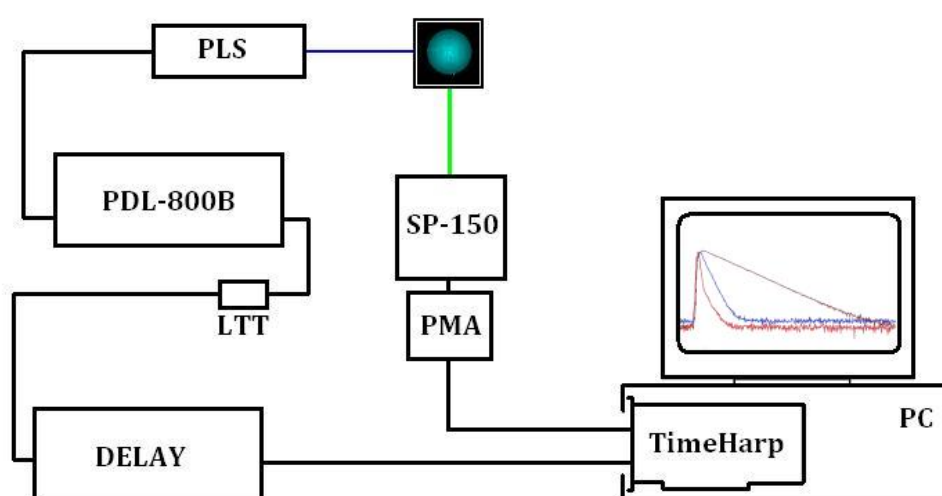 PLS
PDL-800B
SP-150
LTT
PMA
PC
TimeHarp
DELAY